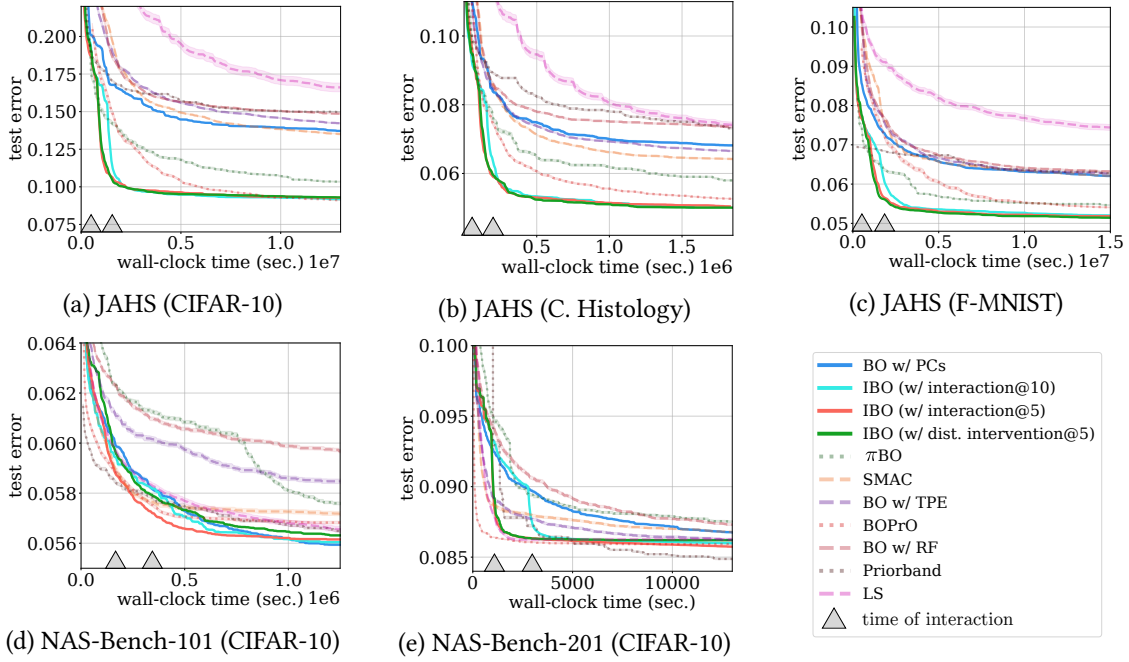 0.200
0.175
0.150
0.125
0.100
0.075
test error
0.0
0.5
1.0
wall-clock time (sec.) 1e7
(a) JAHS (CIFAR-10)
0.10
0.08
0.06
test error
0.5
1.0
1.5
wall-clock time (sec.) 1e6
(b) JAHS (C. Histology)
0.10
0.09
0.08
0.07
0.06
0.05
test error
0.0
0.5
1.0
1.5
wall-clock time (sec.) 1e7
(c) JAHS (F-MNIST)
0.064
0.062
0.060
0.058
0.056
test error
0.0
0.5
1.0
wall-clock time (sec.) 1e6
(d) NAS-Bench-101 (CIFAR-10)
0.100
0.095
0.090
0.085
test error
0
5000
10000
wall-clock time (sec.)
(e) NAS-Bench-201 (CIFAR-10)
BO w/ PCs
IBO (w/ interaction@10)
IBO (w/ interaction@5)
IBO (w/ dist. intervention@5)
πBO
SMAC
BO w/ TPE
BOPrO
BO w/ RF
Priorband
LS
time of interaction